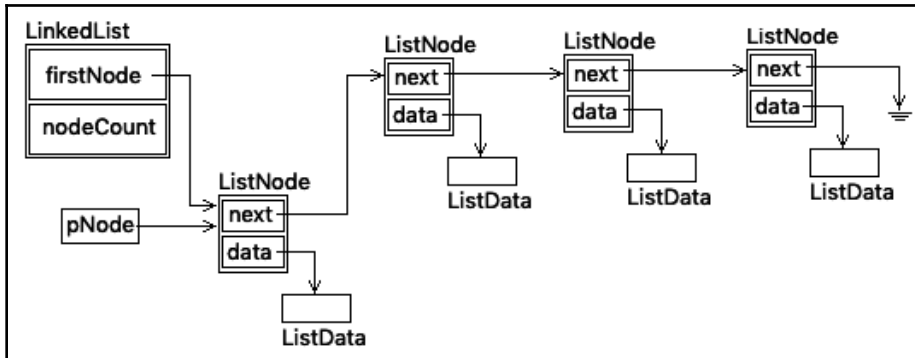 LinkedList
firstNode
nodeCount
pNode
ListNode
next
data
ListData
ListNode
next
data
ListData
ListNode
next
data
ListData
ListNode
next
data
ListData